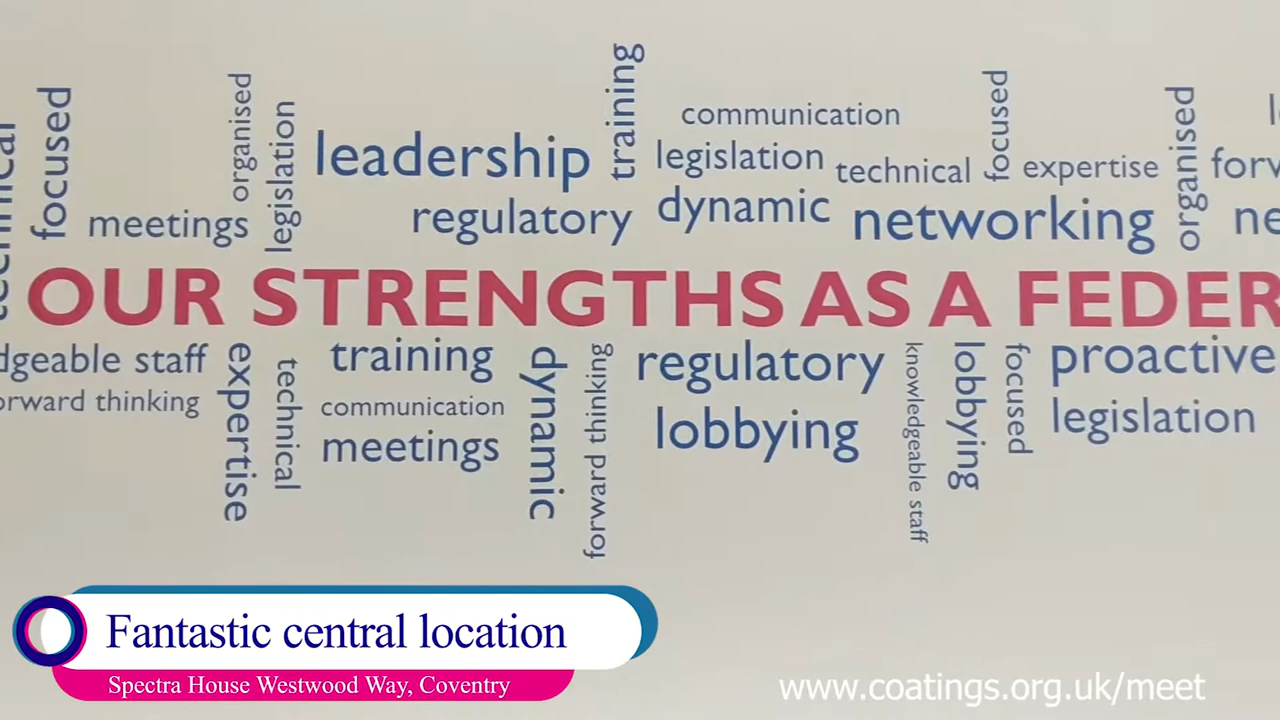 focused
organised
legislation
meetings
leadership
training
regulatory
communication
legislation
technical
focused
expertise
dynamic
networking
organised
OUR STRENGTHS AS A FEDER
dgeable staff
orward thinking
expertise
technical
training
communication
meetings
dynamic
forward thinking
regulatory
lobbying
knowledgeable staff
lobbying
focused
proactive
legislation
Fantastic central location
Spectra House Westwood Way, Coventry
www.coatings.org.uk/meet